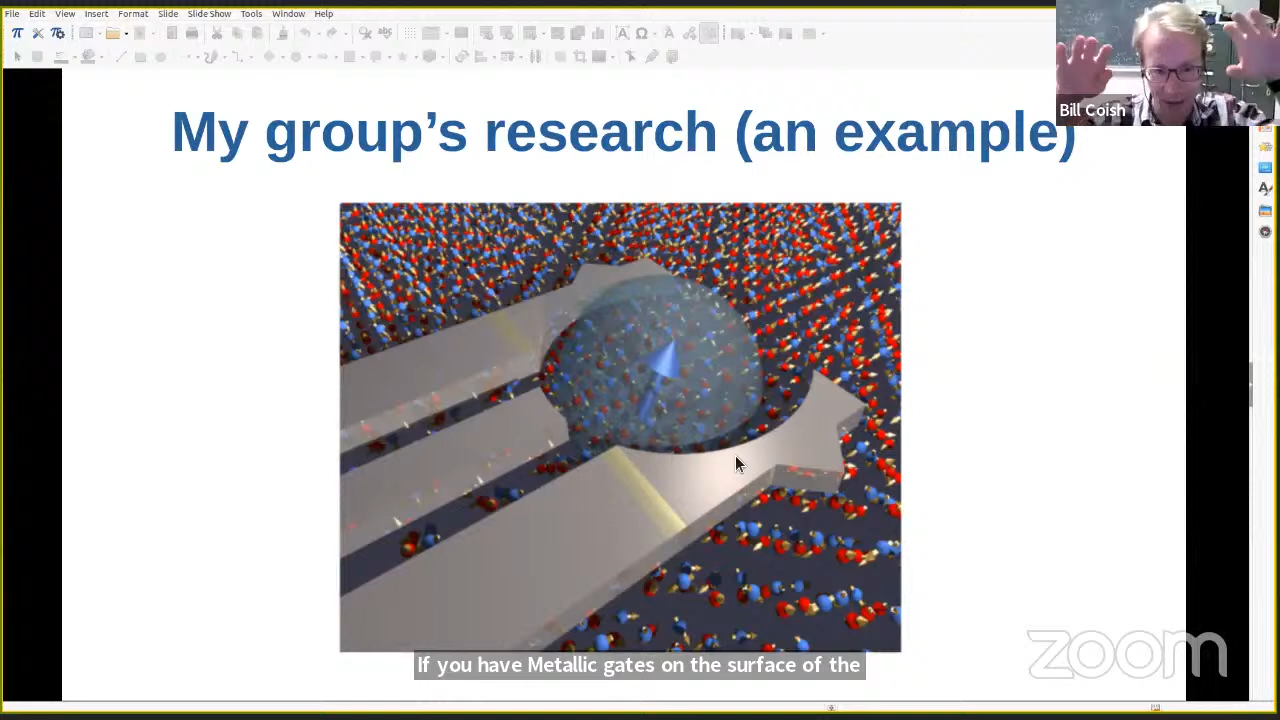 File Edit View Insert Format Slide Slide Show Tools Window Help
Bill Coish
My group's research (an example)
If you have Metallic gates on the surface of the
zoom